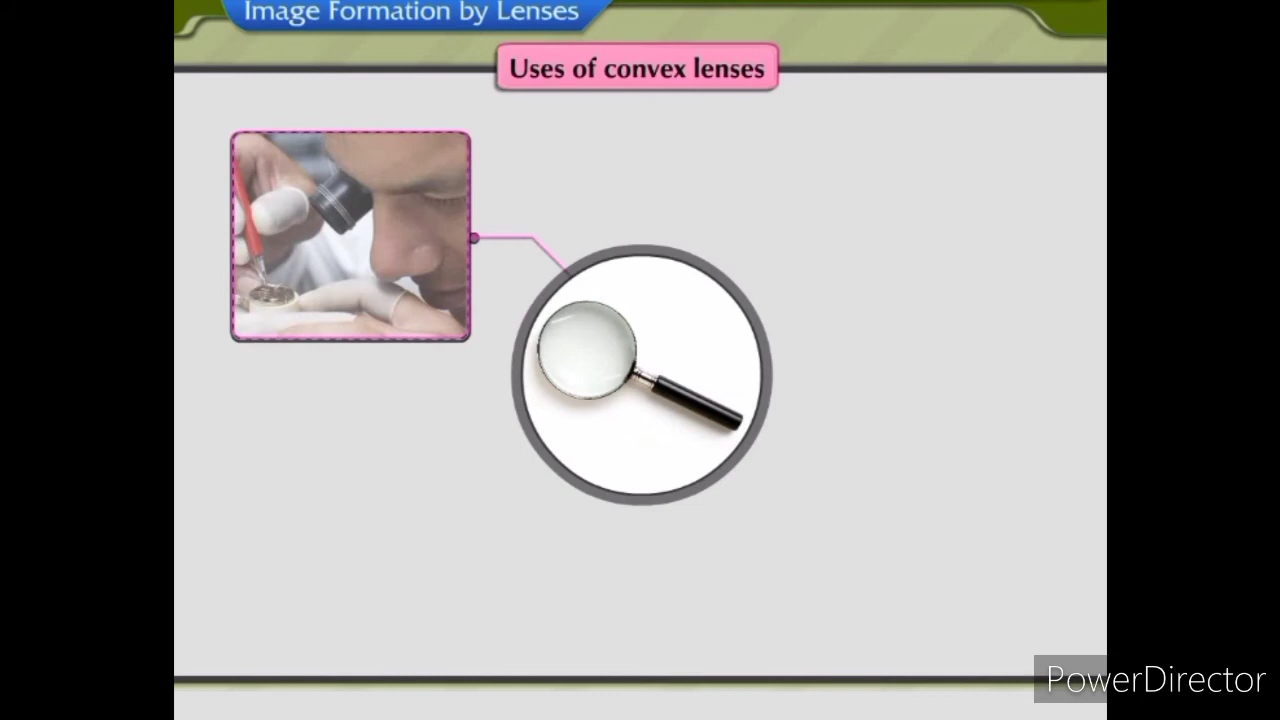 Image Formation by Lenses
Uses of convex lenses
PowerDirector